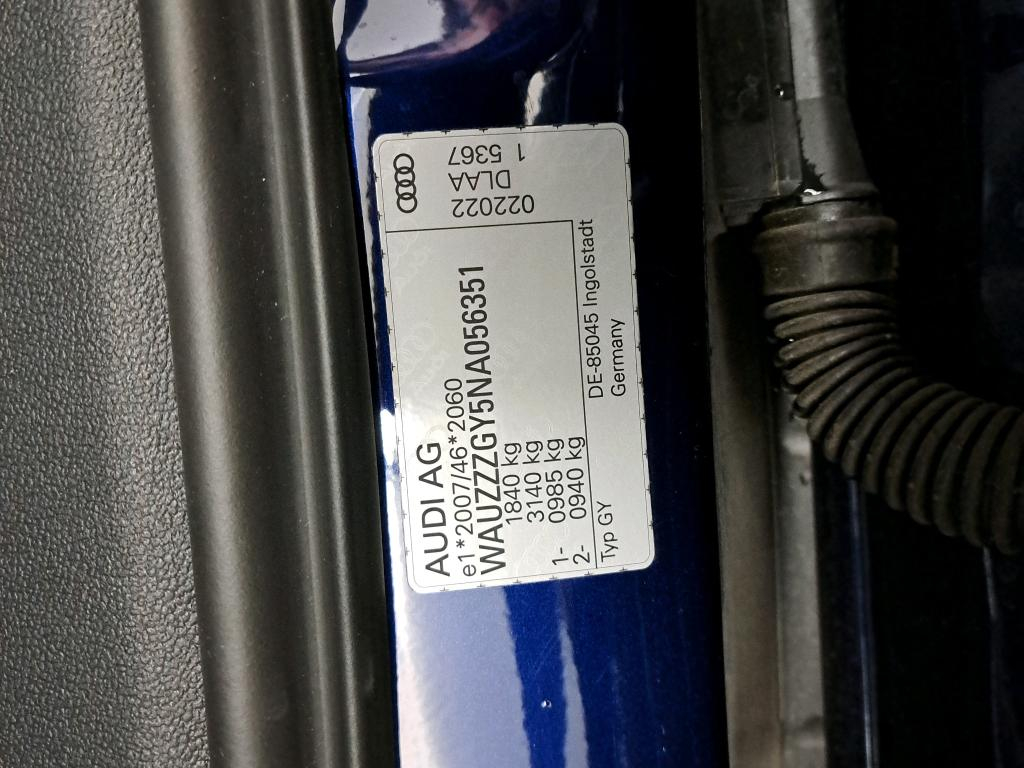 AUDI AG
e1*2007/46*2060
WAUZZZGY5NA056351
1840 kg
3140 kg
1- 0985 kg
2- 0940 kg
Typ GY
DE-85045 Ingolstadt
Germany
022022
DLAA
1 5367